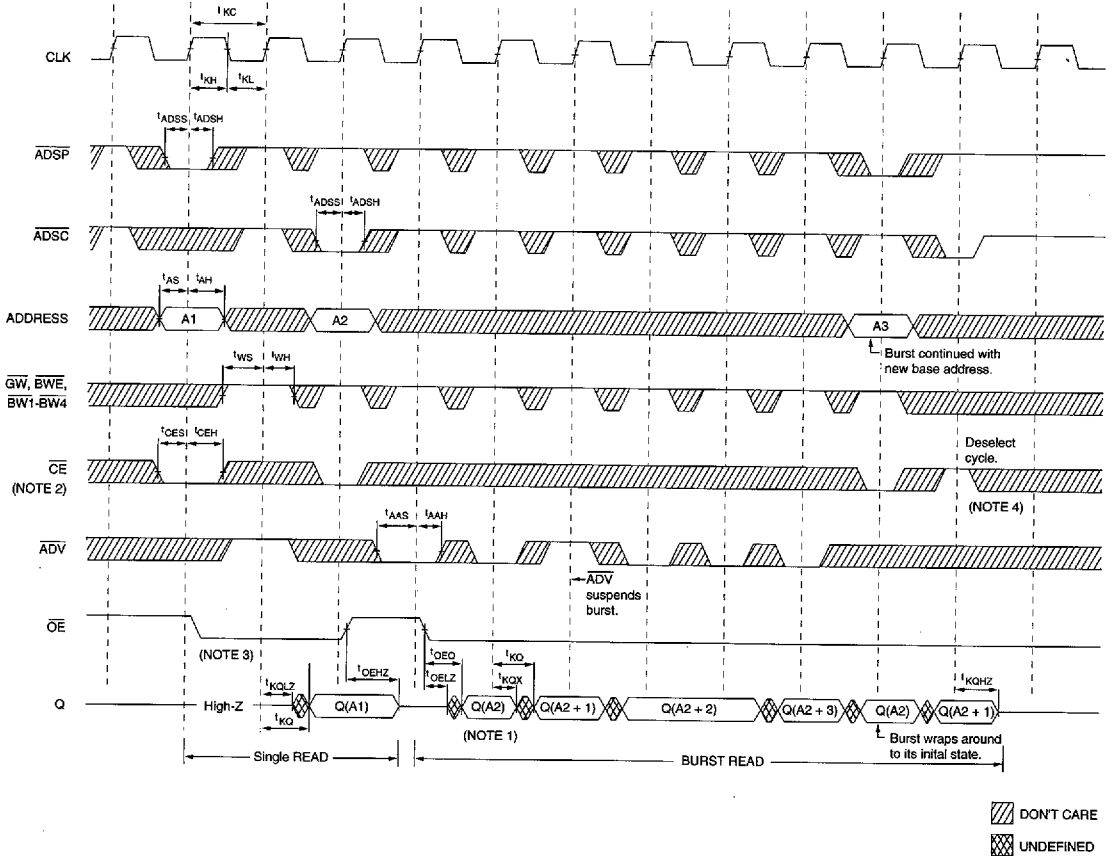 tKC
CLK
tKH
tKL
tADSS
tADSH
ADSP
tADSS
tADSH
ADSC
tAS
tAH
ADDRESS
A1
A2
A3
Burst continued with
new base address.
tWS
tWH
GW, BWE,
BW1-BW4
tCES
tCEH
Deselect
cycle.
CE
(NOTE 2)
(NOTE 4)
tAAS
tAAH
ADV
ADV
suspends
burst.
OE
(NOTE 3)
tOEHZ
tOEQ
tOELZ
tKQ
tKQX
tKQLZ
tKQHZ
Q
High-Z
Q(A1)
Q(A2)
Q(A2 + 1)
Q(A2 + 2)
Q(A2 + 3)
Q(A2)
Q(A2 + 1)
tKQ
(NOTE 1)
Burst wraps around
to its inital state.
Single READ
BURST READ
DON'T CARE
UNDEFINED